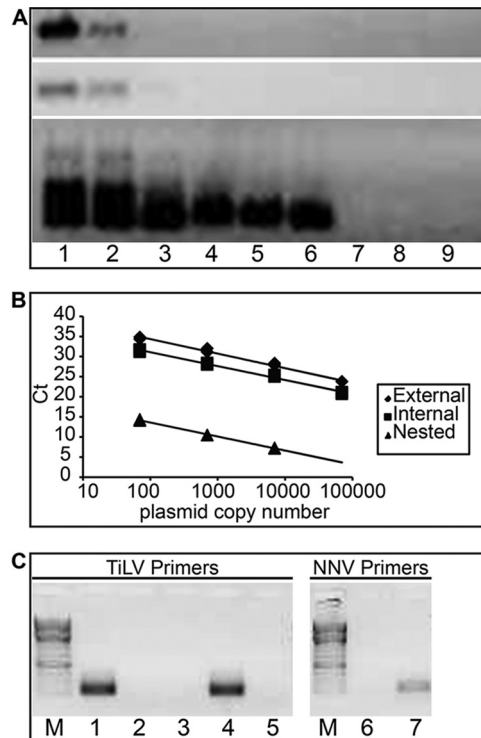 A
1 2 3 4 5 6 7 8 9
B
40
35
30
25
20
15
10
5
0
Ct
10 100 1000 10000 100000
plasmid copy number
External
Internal
Nested
C
TiLV Primers NNV Primers
M 1 2 3 4 5 M 6 7